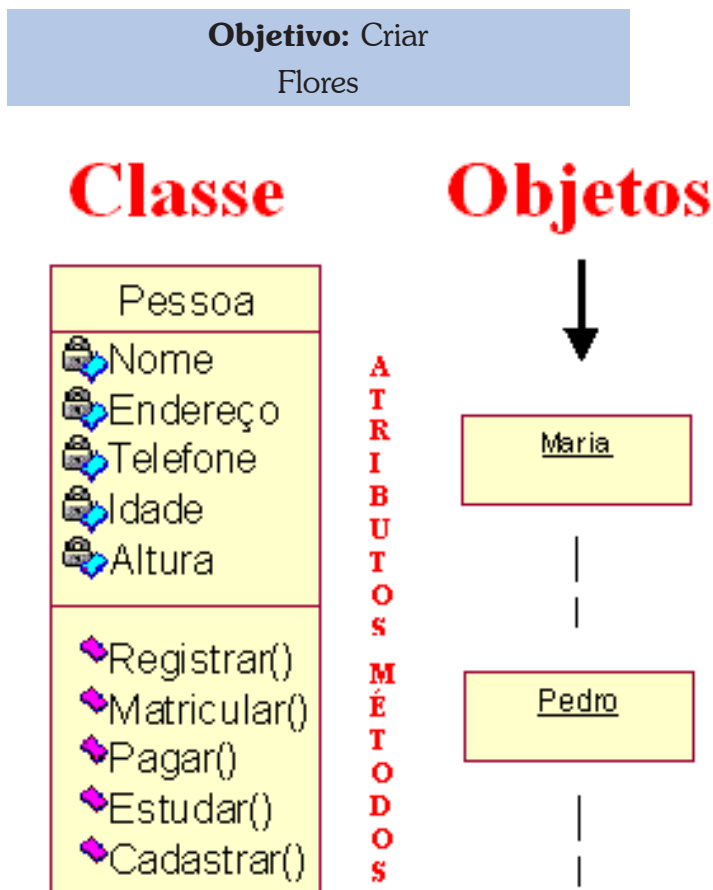 Objetivo: Criar
Flores
Classe
Objetos
Pessoa
Nome
Endereço
Telefone
Idade
Altura
Registrar()
Matricular()
Pagar()
Estudar()
Cadastrar()
ATRIBUTOS
MÉTODOS
Maria
Pedro